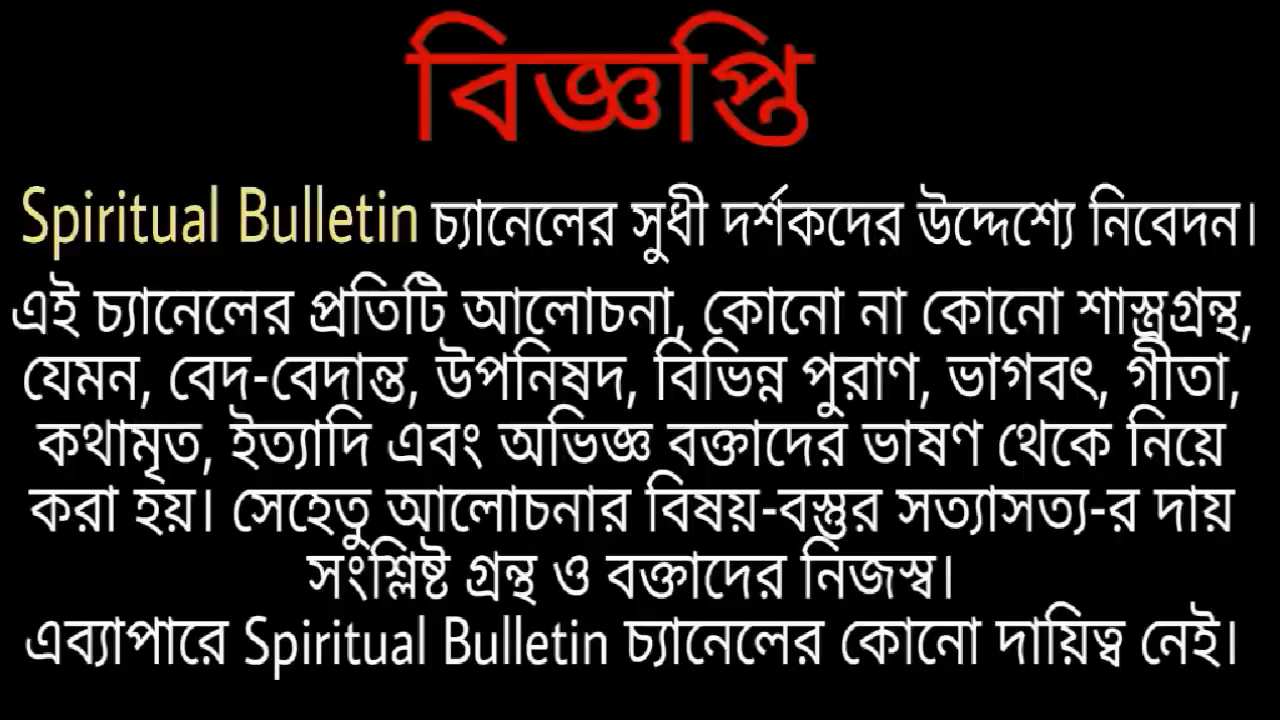 বিজ্ঞপ্তি
Spiritual Bulletin চ্যানেলের সুধী দর্শকদের উদ্দেশ্যে নিবেদন।
এই চ্যানেলের প্রতিটি আলোচনা, কোনো না কোনো শাস্ত্রগ্রন্থ,
যেমন, বেদ-বেদান্ত, উপনিষদ, বিভিন্ন পুরাণ, ভাগবৎ, গীতা,
কথামৃত, ইত্যাদি এবং অভিজ্ঞ বক্তাদের ভাষণ থেকে নিয়ে
করা হয়। সেহেতু আলোচনার বিষয়-বস্তুর সত্যাসত্য-র দায়
সংশ্লিষ্ট গ্রন্থ ও বক্তাদের নিজস্ব।
এব্যাপারে Spiritual Bulletin চ্যানেলের কোনো দায়িত্ব নেই।